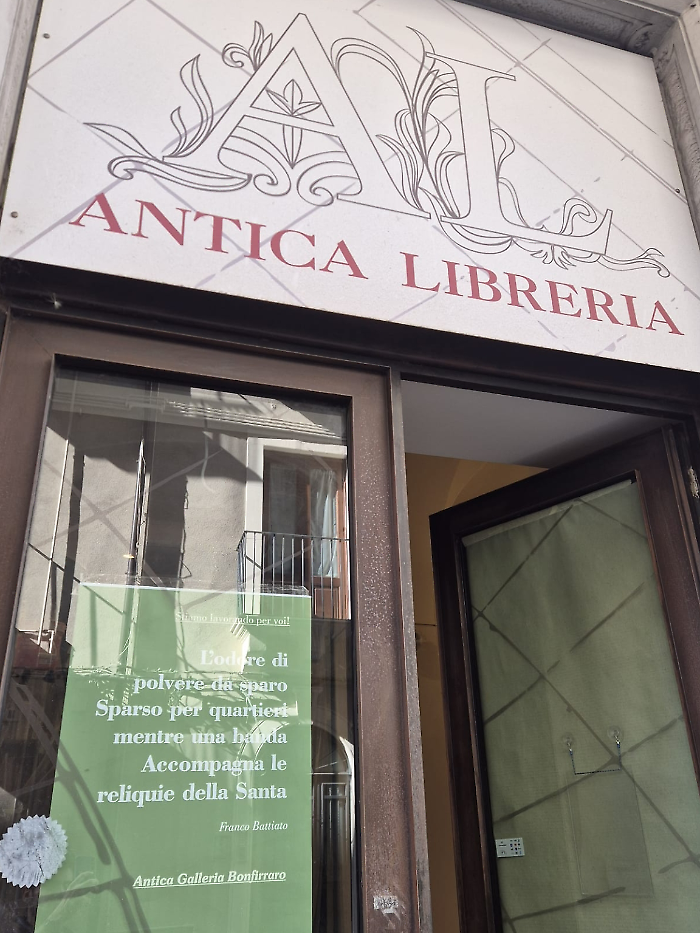 AL
ANTICA LIBRERIA
Stiamo lavorando per voi!
L'odore di
polvere da sparo
Sparso per quartieri
mentre una banda
Accompagna le
reliquie della Santa
Franco Battiato
Antica Galleria Bonfirraro